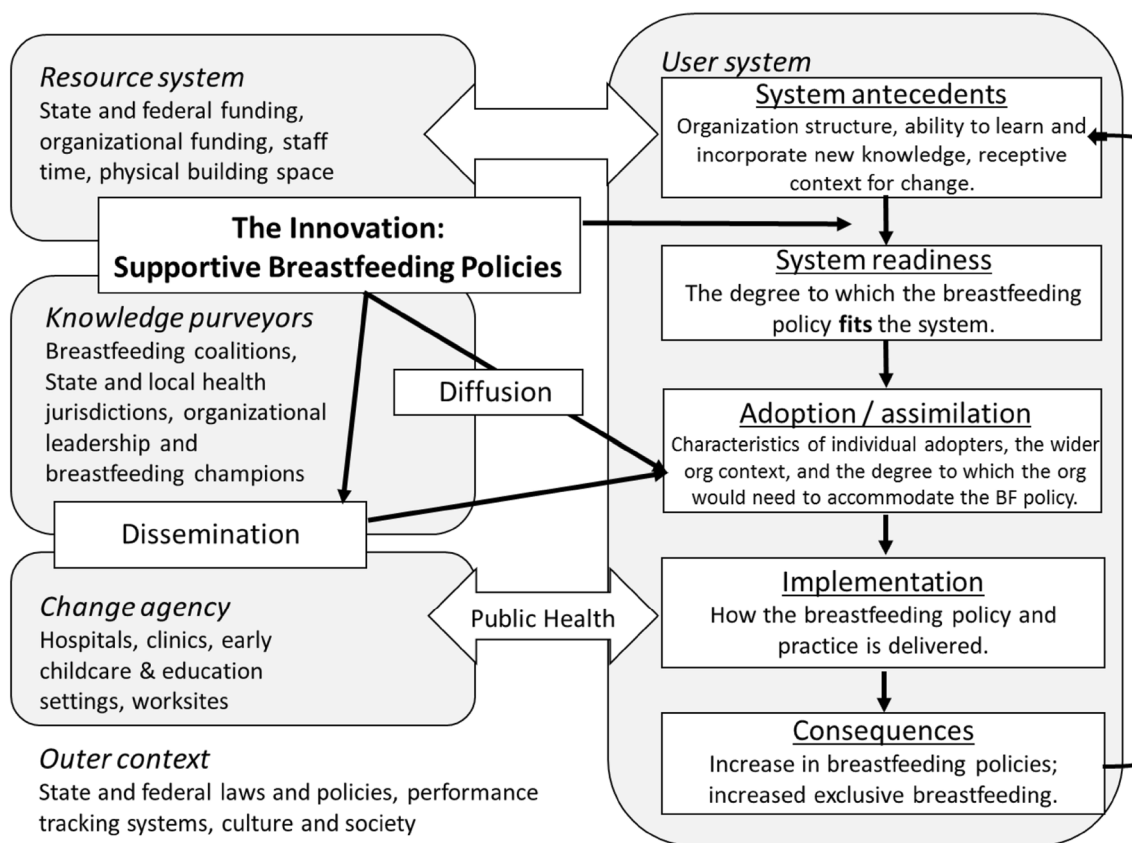 Resource system
State and federal funding,
organizational funding, staff
time, physical building space
The Innovation:
Supportive Breastfeeding Policies
Knowledge purveyors
Breastfeeding coalitions,
State and local health
jurisdictions, organizational
leadership and
breastfeeding champions
Diffusion
Dissemination
Change agency
Hospitals, clinics, early
childcare & education
settings, worksites
Public Health
Outer context
State and federal laws and policies, performance
tracking systems, culture and society
User system
System antecedents
Organization structure, ability to learn and
incorporate new knowledge, receptive
context for change.
System readiness
The degree to which the breastfeeding
policy fits the system.
Adoption / assimilation
Characteristics of individual adopters, the wider
org context, and the degree to which the org
would need to accommodate the BF policy.
Implementation
How the breastfeeding policy and
practice is delivered.
Consequences
Increase in breastfeeding policies;
increased exclusive breastfeeding.